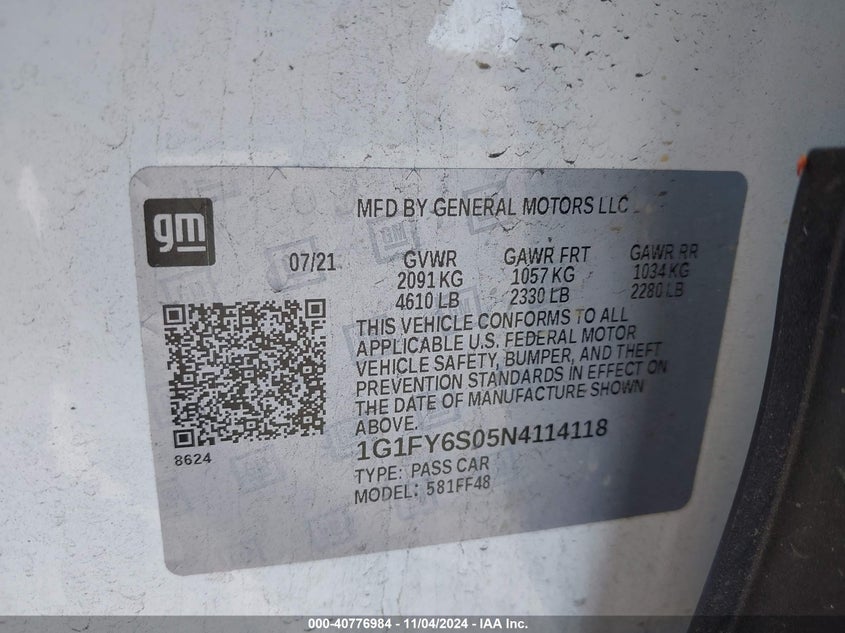 gm
MFD BY GENERAL MOTORS LLC
07/21
GVWR GAWR FRT GAWR RR
2091 KG 1057 KG 1034 KG
4610 LB 2330 LB 2280 LB
THIS VEHICLE CONFORMS TO ALL
APPLICABLE U.S. FEDERAL MOTOR
VEHICLE SAFETY, BUMPER, AND THEFT
PREVENTION STANDARDS IN EFFECT ON
THE DATE OF MANUFACTURE SHOWN
ABOVE.
8624
1G1FY6S05N4114118
TYPE: PASS CAR
MODEL: 581FF48
000-40776984 - 11/04/2024 - IAA Inc.